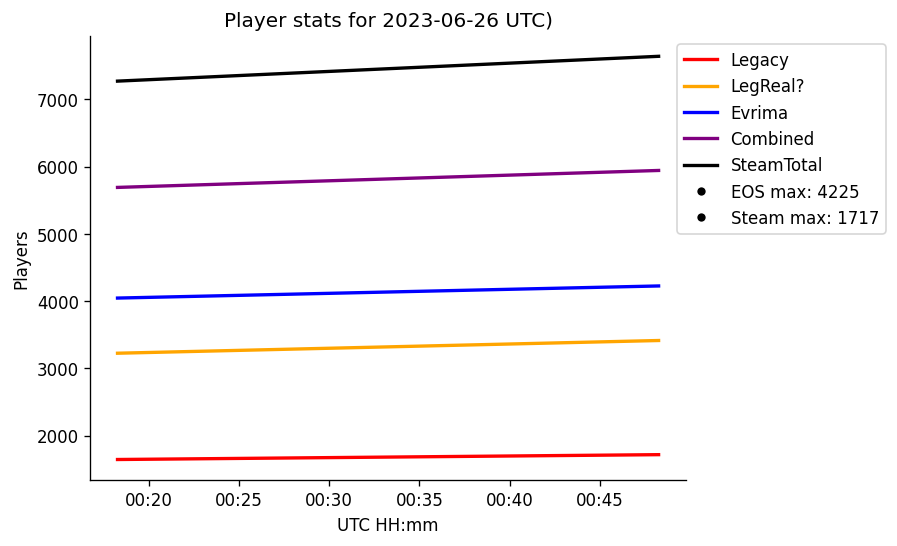 Player stats for 2023-06-26 UTC)
Legacy
LegReal?
Evrima
Combined
SteamTotal
EOS max: 4225
Steam max: 1717
Players
7000
6000
5000
4000
3000
2000
00:20 00:25 00:30 00:35 00:40 00:45
UTC HH:mm